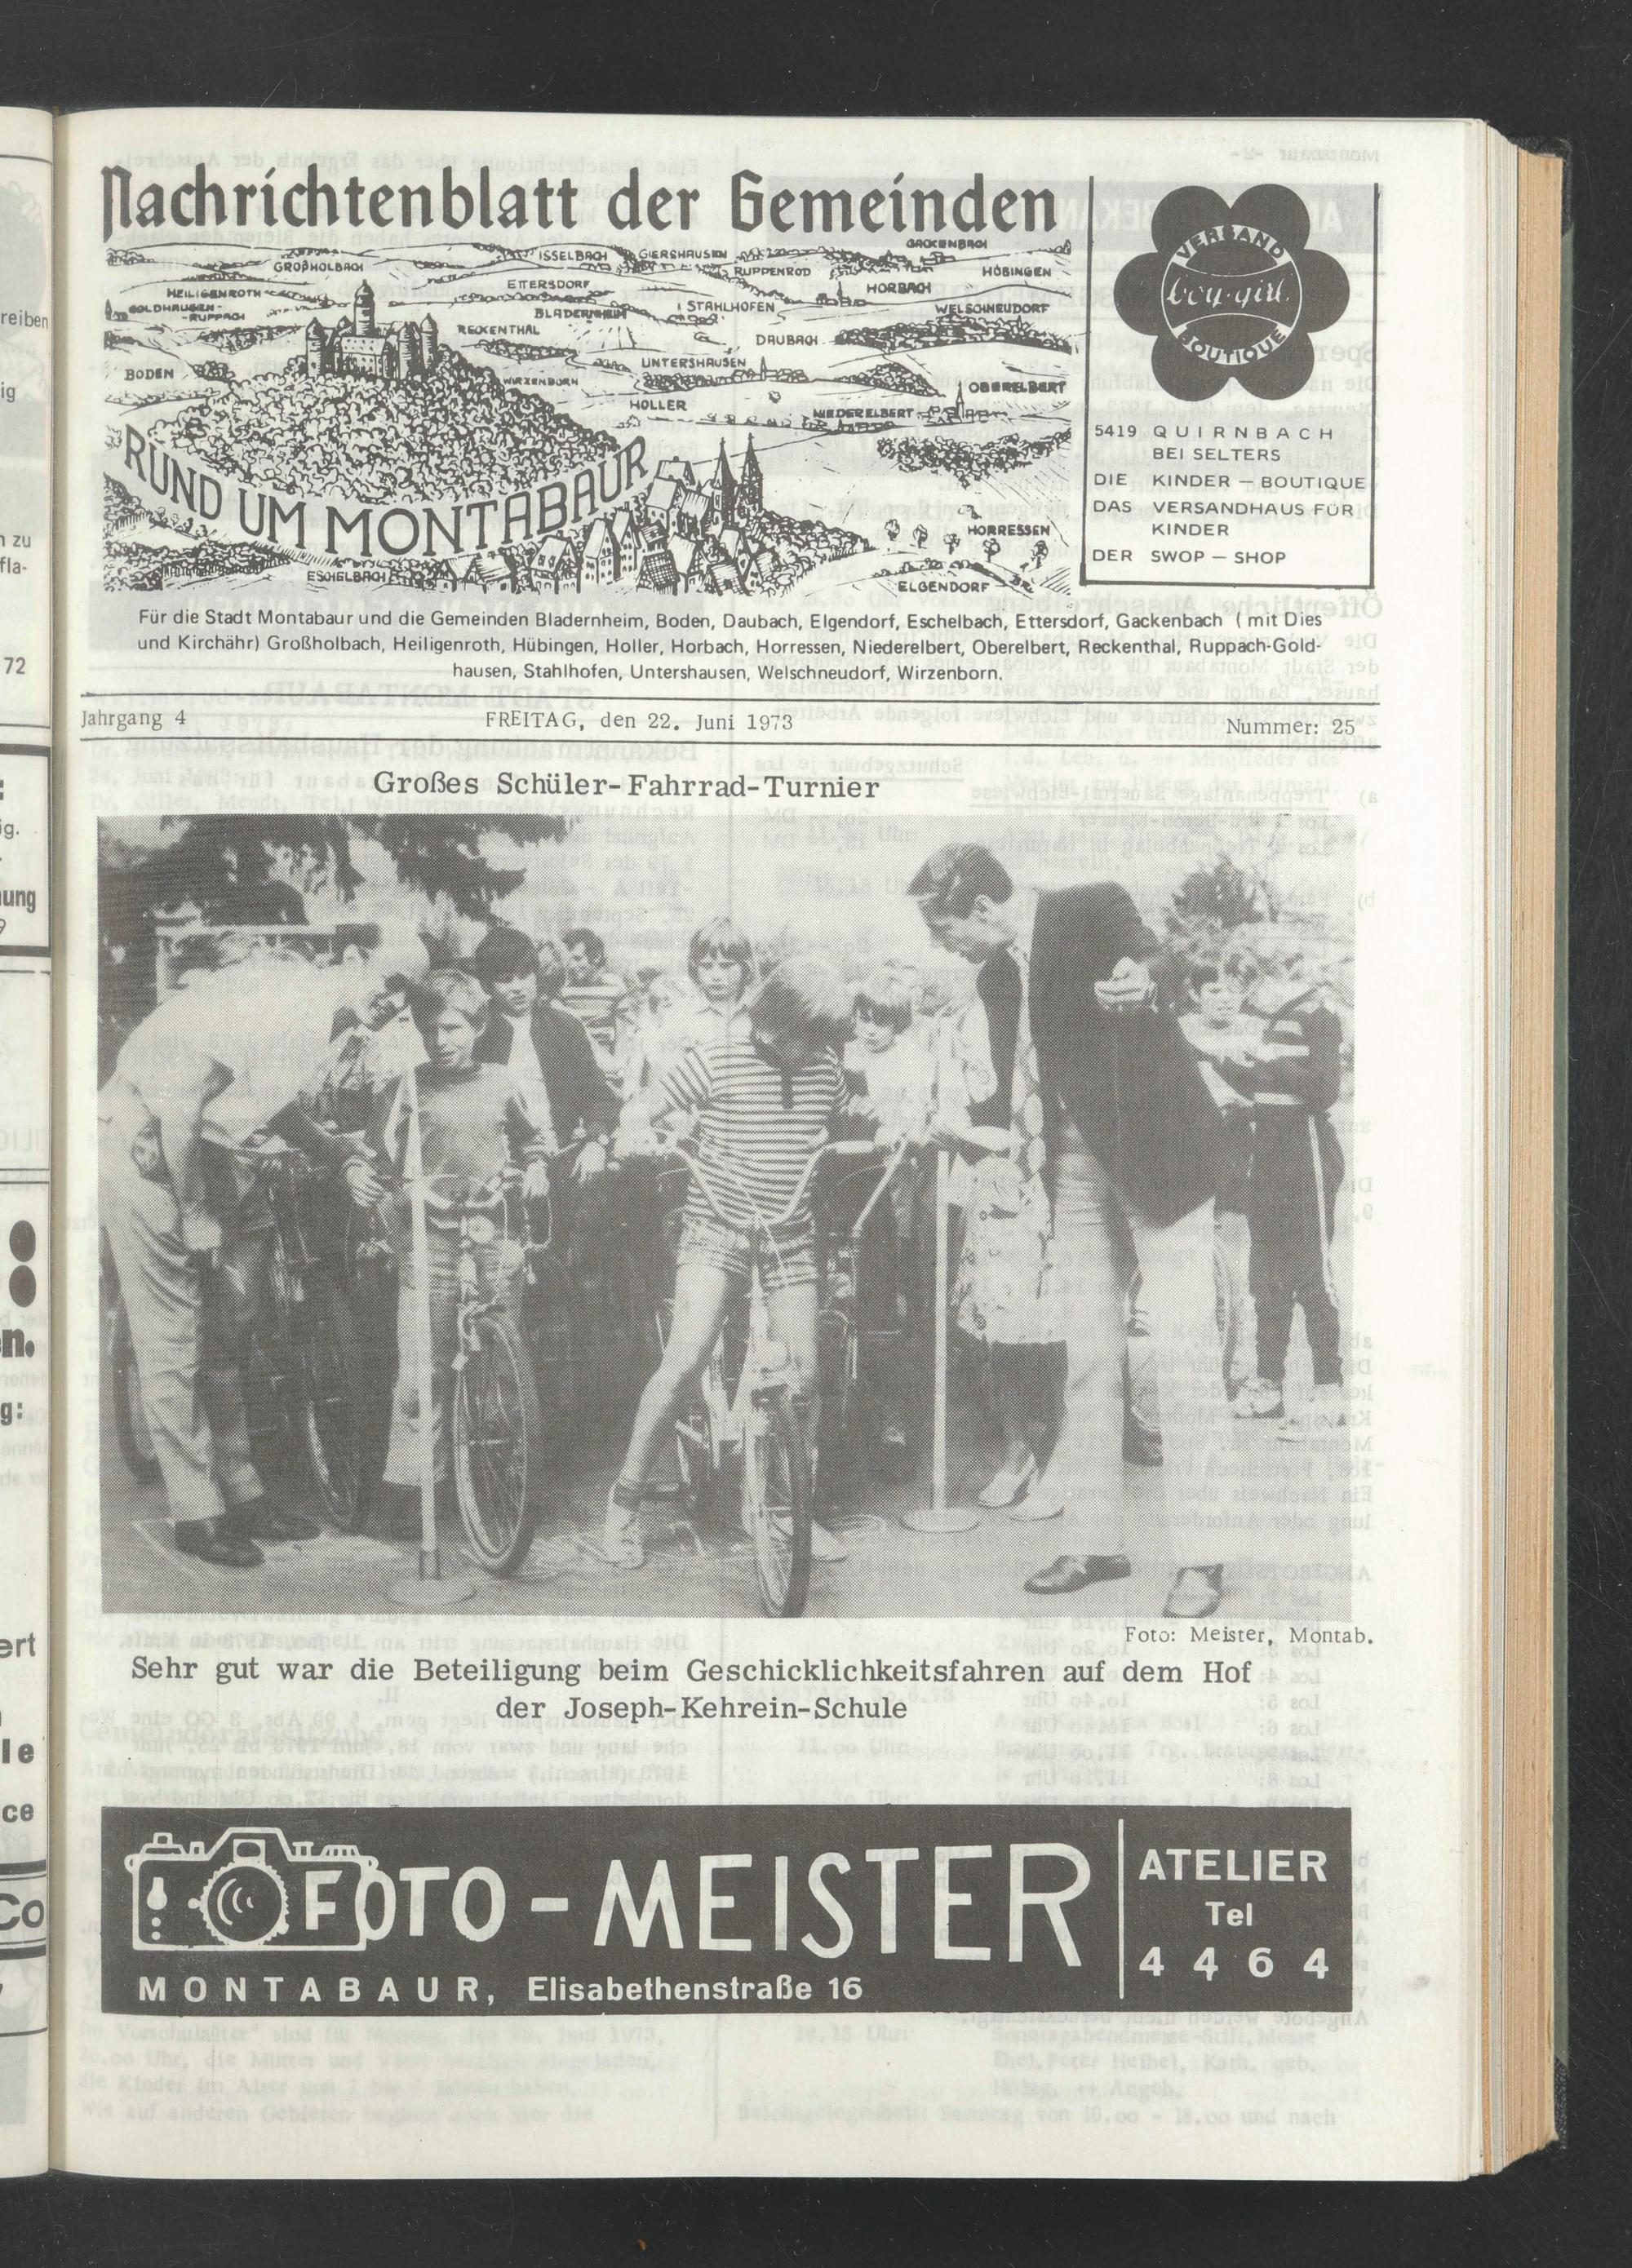 Nachrichtenblatt der Gemeinden
GACKENBACH
ISSELBACH
GIERSHAUSEN
GROßHOLBACH
RUPPENROD
HÜBINGEN
ETTERSDORF
HORBACH
HEILIGENROTH
GOLDHAUSEN-
RUPPACH
BLADERNHEIM
STAHLHOFEN
WELSCHNEUDORF
RECKENTHAL
DAUBACH
UNTERSHAUSEN
BODEN
WIRZENBORN
OBERELBERT
HOLLER
NIEDERELBERT
RUND UM MONTABAUR
HORRESSEN
ESCHELBACH
ELGENDORF
VERSAND
boy-girl
BOUTIQUE
5419 QUIRNBACH
BEI SELTERS
DIE KINDER – BOUTIQUE
DAS VERSANDHAUS FÜR
KINDER
DER SWOP – SHOP
Für die Stadt Montabaur und die Gemeinden Bladernheim, Boden, Daubach, Elgendorf, Eschelbach, Ettersdorf, Gackenbach ( mit Dies
und Kirchähr) Großholbach, Heiligenroth, Hübingen, Holler, Horbach, Horressen, Niederelbert, Oberelbert, Reckenthal, Ruppach-Gold-
hausen, Stahlhofen, Untershausen, Welschneudorf, Wirzenborn.
Jahrgang 4 FREITAG, den 22. Juni 1973 Nummer: 25
Großes Schüler-Fahrrad-Turnier
Foto: Meister, Montab.
Sehr gut war die Beteiligung beim Geschicklichkeitsfahren auf dem Hof
der Joseph-Kehrein-Schule
FOTO - MEISTER
MONTABAUR, Elisabethenstraße 16
ATELIER
Tel
4 4 6 4